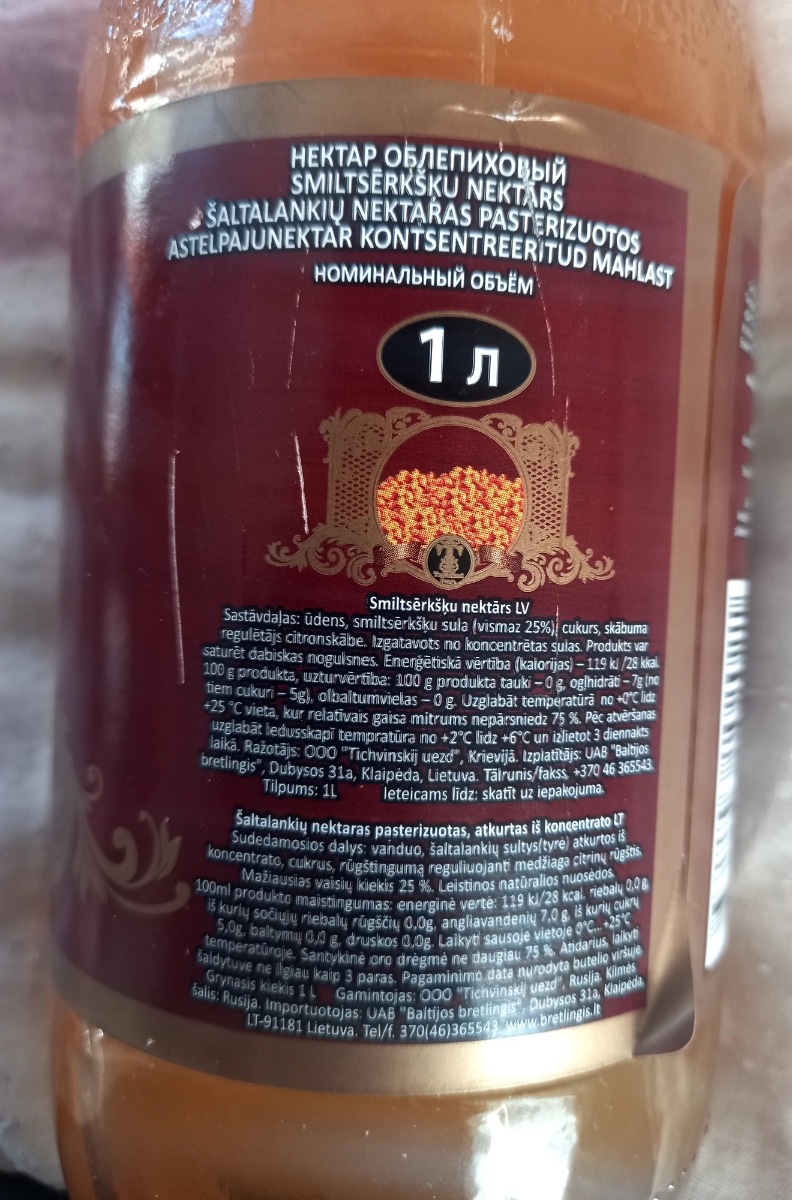 НЕКТАР ОБЛЕПИХОВЫЙ
SMILTSĒRKŠĶU NEKTĀRS
ŠALTALANKIŲ NEKTARAS PASTERIZUOTOS
ASTELPAJUNEKTAR KONTSENTREERITUD MAHLAST
НОМИНАЛЬНЫЙ ОБЪЁМ
1 Л
Smiltsērkšķu nektārs LV
Sastāvdaļas: ūdens, smiltsērkšķu sula (vismaz 25%), cukurs, skābuma
regulētājs citronskābe. Izgatavots no koncentrētas sulas. Produkts var
saturēt dabiskas nogulsnes. Enerģētiskā vērtība (kalorijas) – 119 kJ /28 kkal.
100 g produkta, uzturvērtība: 100 g produkta tauki – 0 g, ogļhidrāti – 7g (no
tiem cukuri – 5g), olbaltumvielas – 0 g. Uzglabāt temperatūrā no +0°C līdz
+25 °C vietā, kur relatīvais gaisa mitrums nepārsniedz 75 %. Pēc atvēršanas
uzglabāt ledusskapī tempratūra no +2°C līdz +6°C un izlietot 3 diennakts
laikā. Ražotājs: OOO "Tichvinskij uezd", Krievijā. Izplatītājs: UAB "Baltijos
bretlingis", Dubysos 31a, Klaipėda, Lietuva. Tālrunis/fakss. +370 46 365543.
Tilpums: 1L Ieteicams līdz: skatīt uz iepakojuma.
Šaltalankių nektaras pasterizuotas, atkurtas iš koncentrato LT
Sudedamosios dalys: vanduo, šaltalankių sultys(tyrė) atkurtos iš
koncentrato, cukrus, rūgštingumą reguliuojanti medžiaga citrinų rūgštis.
Mažiausias vaisių kiekis 25 %. Leistinos natūralios nuosėdos.
100ml produkto maistingumas: energinė vertė: 119 kJ/28 kcal. riebalų 0,0g,
iš kurių sočiųjų riebalų rūgščių 0,0g, angliavandenių 7,0 g, iš kurių cukrų
5,0g, baltymų 0,0 g, druskos 0.0g. Laikyti sausoje vietoje 0°C...+25°C
temperatūroje. Santykinė oro drėgmė ne daugiau 75 %. Atidarius, laikyti
šaldytuve ne ilgiau kaip 3 paras. Pagaminimo data nurodyta butelio viršuje.
Grynasis kiekis 1 L Gamintojas: OOO "Tichvinskij uezd", Rusija. Kilmės
šalis: Rusija. Importuotojas: UAB "Baltijos bretlingis", Dubysos 31a, Klaipėda,
LT-91181 Lietuva. Tel/f. 370(46)365543, www.bretlingis.lt